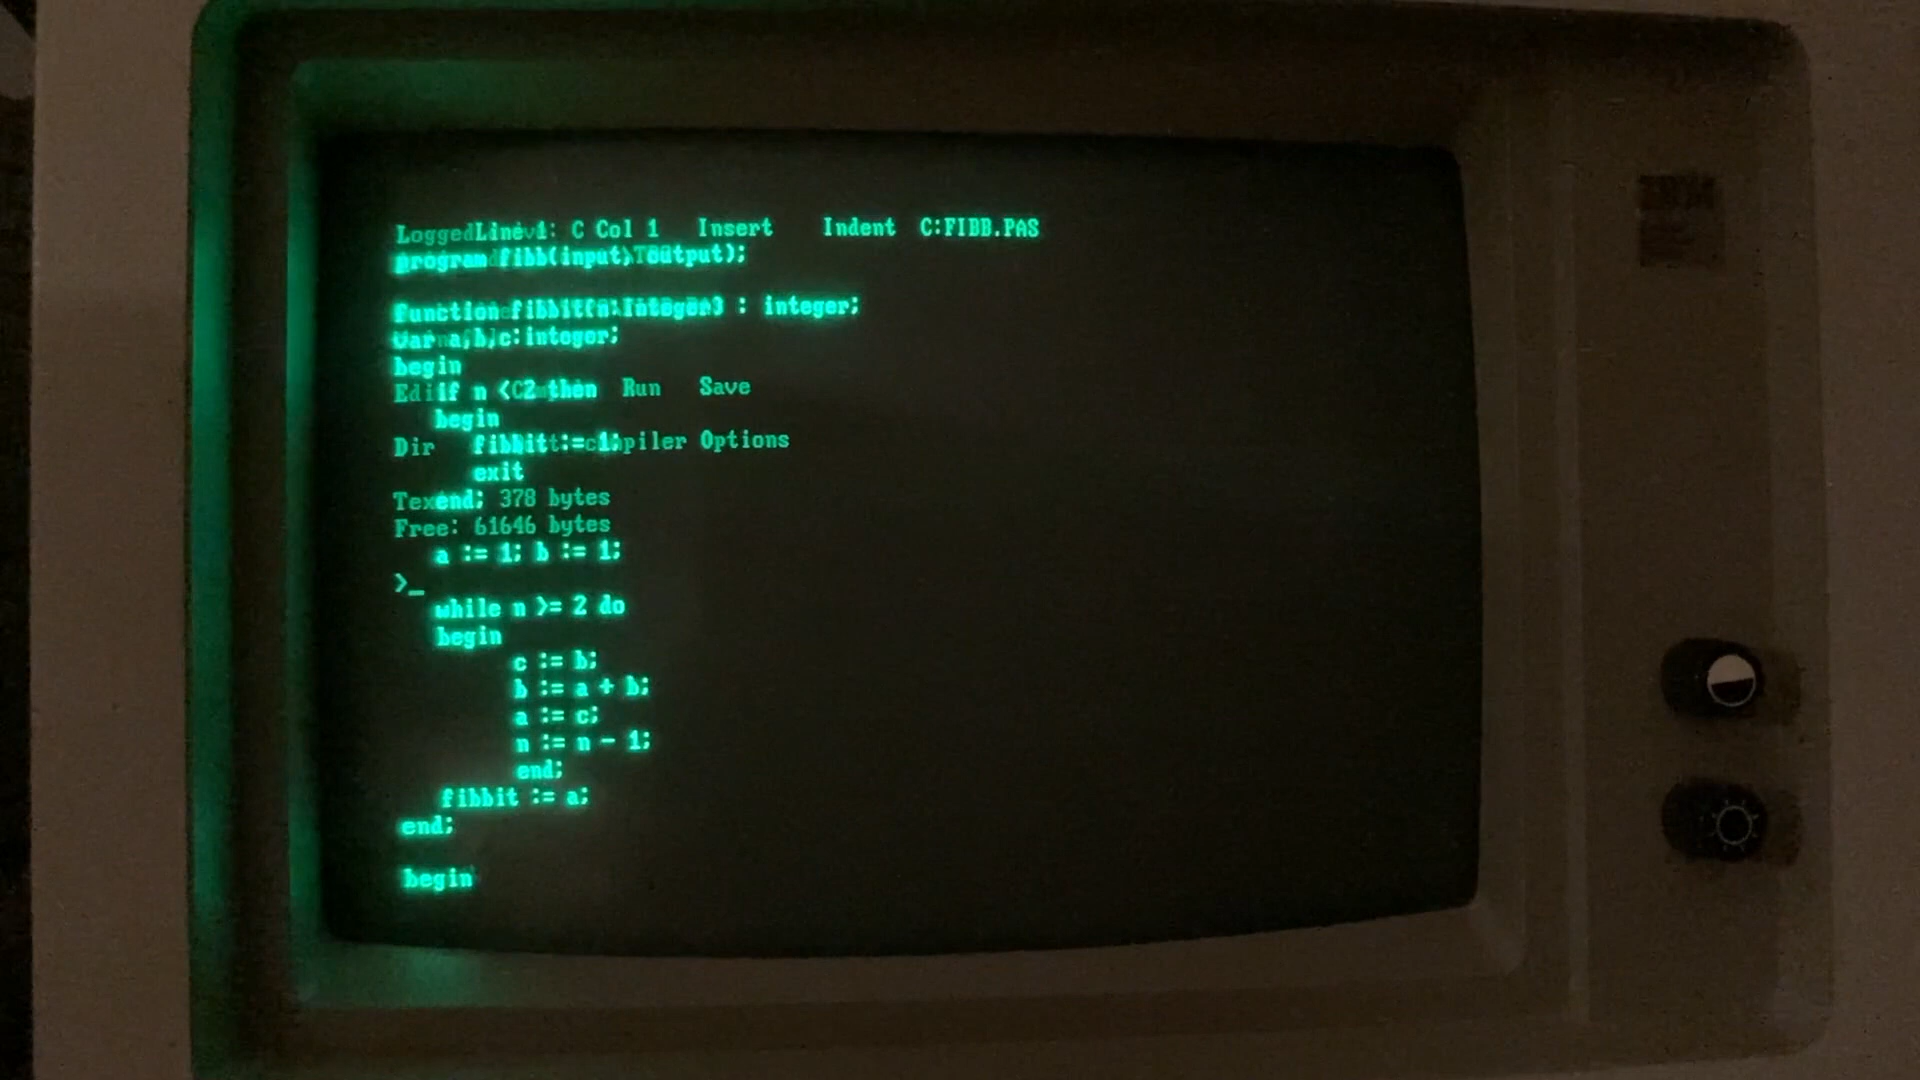 Line 1: Col 1 Insert Indent C:FIBB.PAS
program fibb(input, output);
function fibbit(n:integer) : integer;
var a,b,c:integer;
begin
if n < 2 then Run Save
begin
Dir fibbit := 1; compiler Options
exit
Text end; 378 bytes
Free: 61646 bytes
a := 1; b := 1;
>_
while n >= 2 do
begin
c := b;
b := a + b;
a := c;
n := n - 1;
end;
fibbit := a;
end;
begin